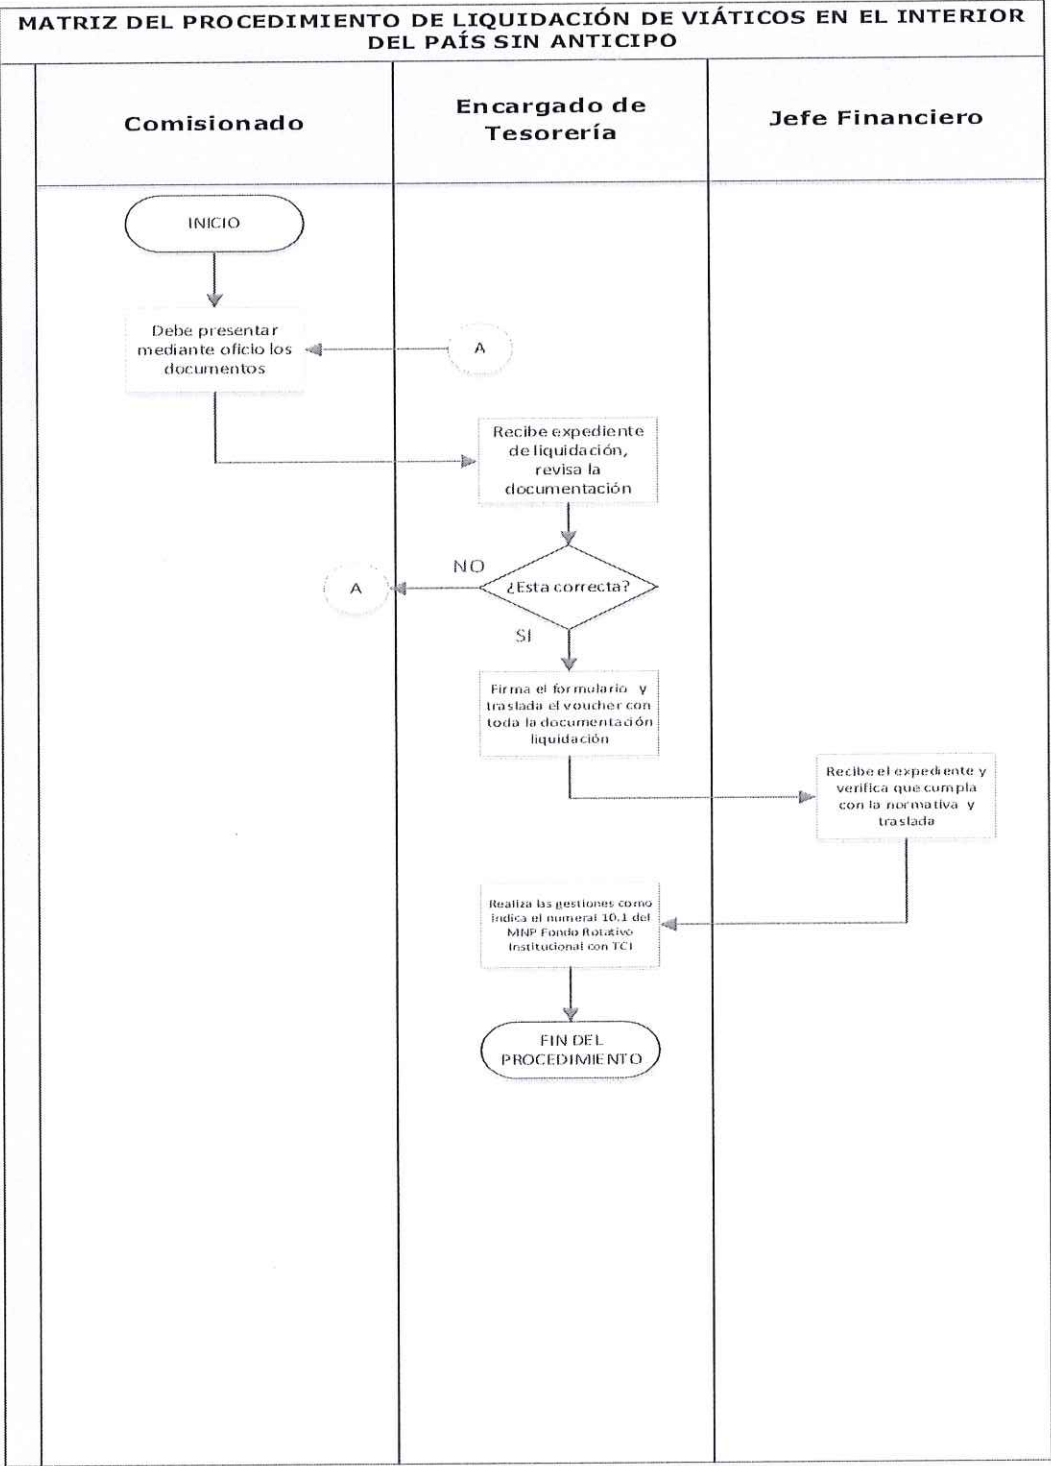 MATRIZ DEL PROCEDIMIENTO DE LIQUIDACIÓN DE VIÁTICOS EN EL INTERIOR
DEL PAÍS SIN ANTICIPO
Comisionado
Encargado de
Tesorería
Jefe Financiero
INICIO
Debe presentar
mediante oficio los
documentos
A
Recibe expediente
de liquidación,
revisa la
documentación
NO
A
¿Esta correcta?
SI
Firma el formulario y
traslada el voucher con
toda la documentación
liquidación
Recibe el expediente y
verifica que cumpla
con la normativa y
traslada
Realiza las gestiones como
indica el numeral 10.1 del
MNP Fondo Rotativo
Institucional con TCI
FIN DEL
PROCEDIMIENTO